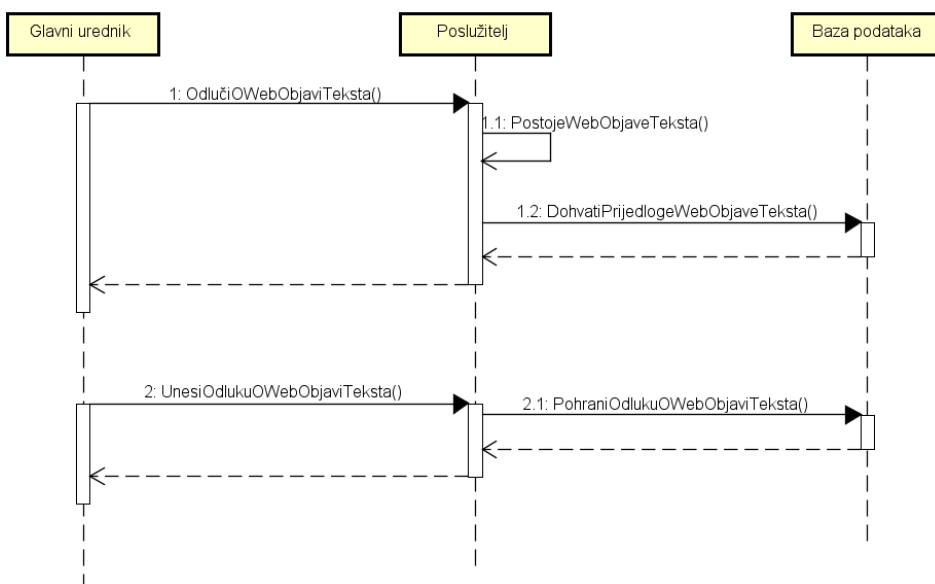 Glavni urednik
Poslužitelj
Baza podataka
1: OdlučiOWebObjaviTeksta()
1.1: PostojeWebObjaveTeksta()
1.2: DohvatiPrijedlogeWebObjaveTeksta()
2: UnesiOdlukuOWebObjaviTeksta()
2.1: PohraniOdlukuOWebObjaviTeksta()